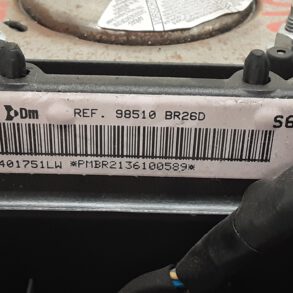 Dm REF. 98510 BR26D
S6
401751LW *PMBR2136100589*